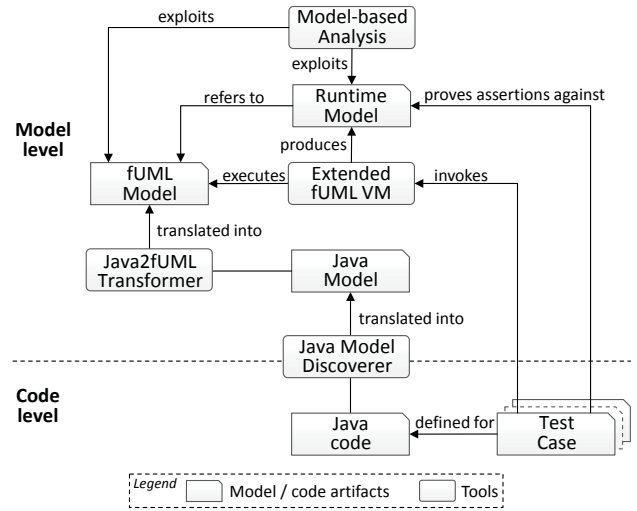 exploits
Model-based
Analysis
exploits
refers to
Runtime
Model
proves assertions against
Model
level
produces
fUML
Model
executes
Extended
fUML VM
invokes
translated into
Java2fUML
Transformer
Java
Model
translated into
Java Model
Discoverer
Code
level
Java
code
defined for
Test
Case
Legend
Model / code artifacts
Tools